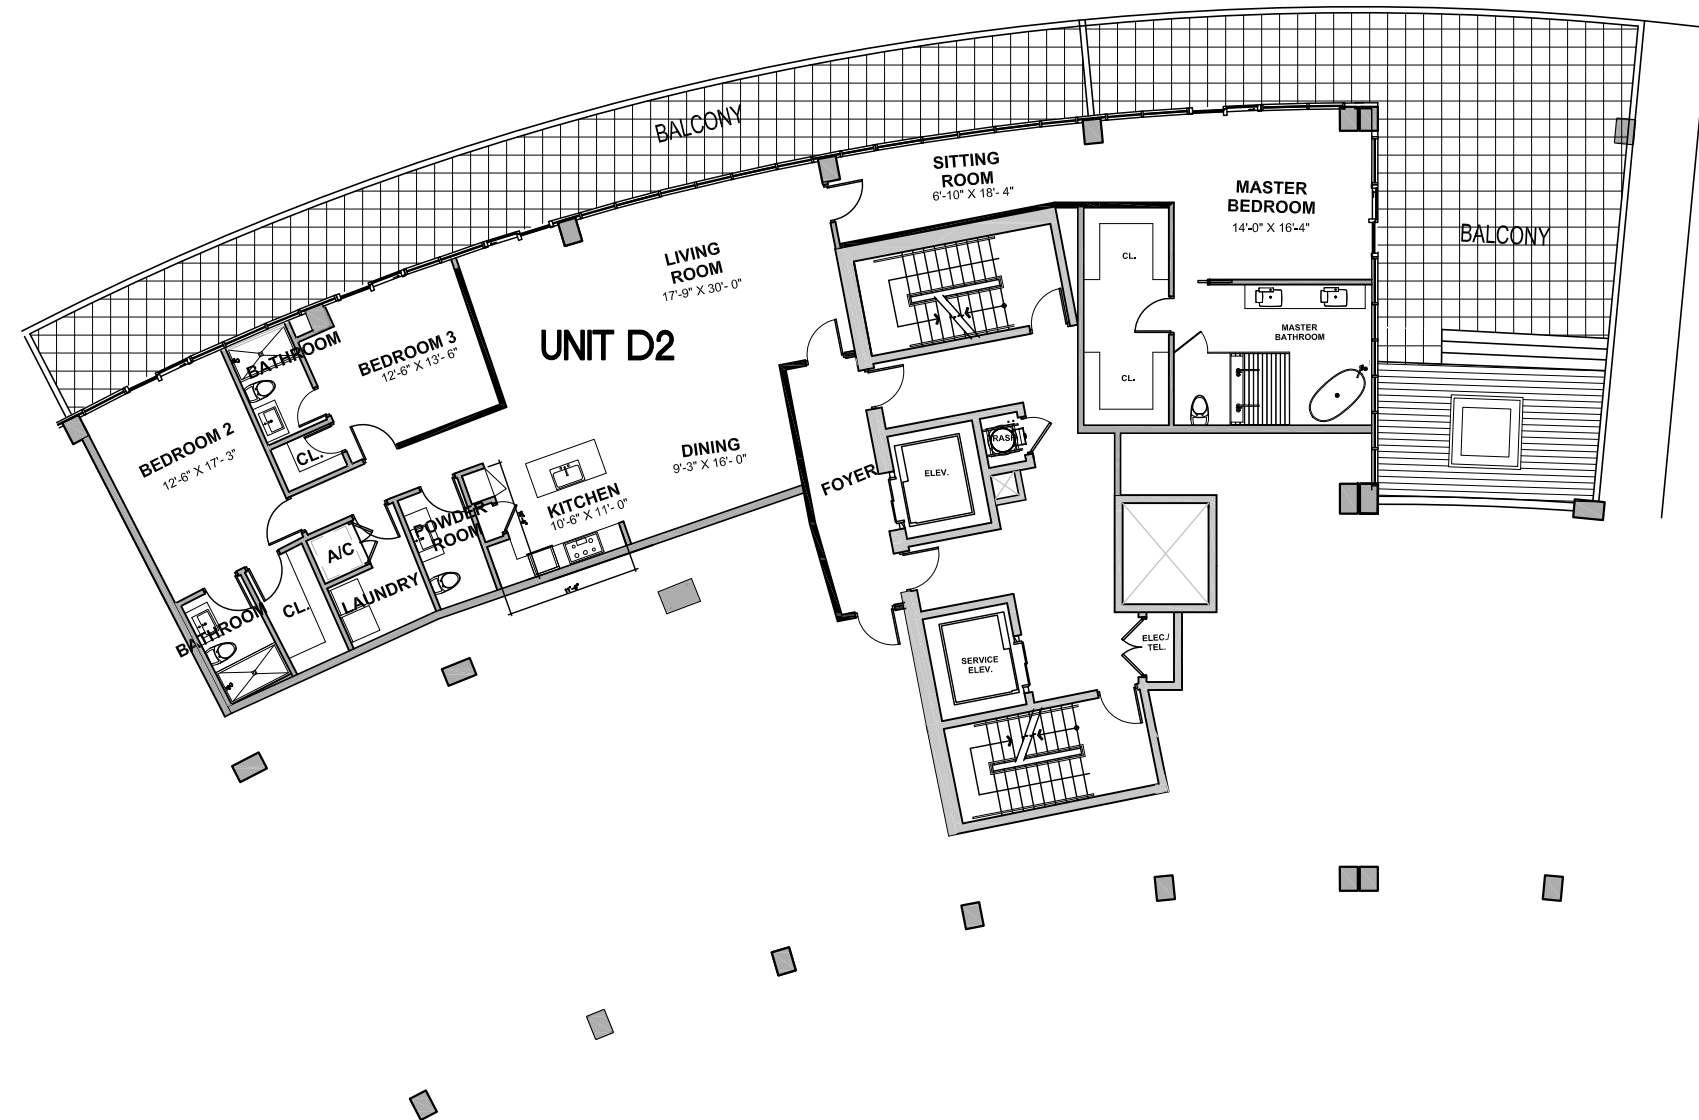 BALCONY
SITTING
ROOM
6'-10" X 18'- 4"
MASTER
BEDROOM
14'-0" X 16'-4"
BALCONY
LIVING
ROOM
17'-9" X 30'- 0"
CL.
UNIT D2
BATHROOM
BEDROOM 3
12'-6" X 13'- 6"
MASTER
BATHROOM
CL.
BEDROOM 2
12'-6" X 17'- 3"
CL.
DINING
9'-3" X 16'- 0"
FOYER
ELEV.
TRASH
KITCHEN
10'-6" X 11'- 0"
POWDER
ROOM
A/C
LAUNDRY
CL.
BATHROOM
SERVICE
ELEV.
ELEC./
TEL.